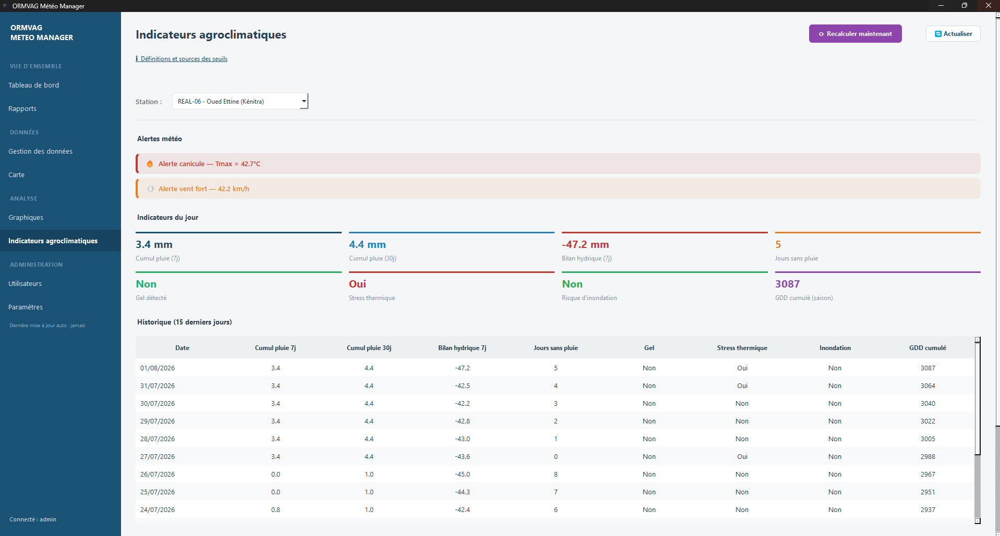 ORMVAG Météo Manager
ORMVAG
METEO MANAGER
VUE D'ENSEMBLE
Tableau de bord
Rapports
DONNÉES
Gestion des données
Carte
ANALYSE
Graphiques
Indicateurs agroclimatiques
ADMINISTRATION
Utilisateurs
Paramètres
Dernière mise à jour auto : jamais
Connecté : admin
Indicateurs agroclimatiques
Recalculer maintenant
Actualiser
ℹ Définitions et sources des seuils
Station : REAL-06 - Oued Ettine (Kénitra)
Alertes météo
Alerte canicule — Tmax = 42.7°C
Alerte vent fort — 42.2 km/h
Indicateurs du jour
3.4 mm
Cumul pluie (7j)
4.4 mm
Cumul pluie (30j)
-47.2 mm
Bilan hydrique (7j)
5
Jours sans pluie
Non
Gel détecté
Oui
Stress thermique
Non
Risque d'inondation
3087
GDD cumulé (saison)
Historique (15 derniers jours)
Date Cumul pluie 7j Cumul pluie 30j Bilan hydrique 7j Jours sans pluie Gel Stress thermique Inondation GDD cumulé
01/08/2026 3.4 4.4 -47.2 5 Non Oui Non 3087
31/07/2026 3.4 4.4 -42.5 4 Non Oui Non 3064
30/07/2026 3.4 4.4 -42.2 3 Non Non Non 3040
29/07/2026 3.4 4.4 -42.8 2 Non Non Non 3022
28/07/2026 3.4 4.4 -43.0 1 Non Non Non 3005
27/07/2026 3.4 4.4 -43.6 0 Non Oui Non 2988
26/07/2026 0.0 1.0 -45.0 8 Non Non Non 2967
25/07/2026 0.0 1.0 -44.3 7 Non Non Non 2951
24/07/2026 0.8 1.0 -42.4 6 Non Non Non 2937